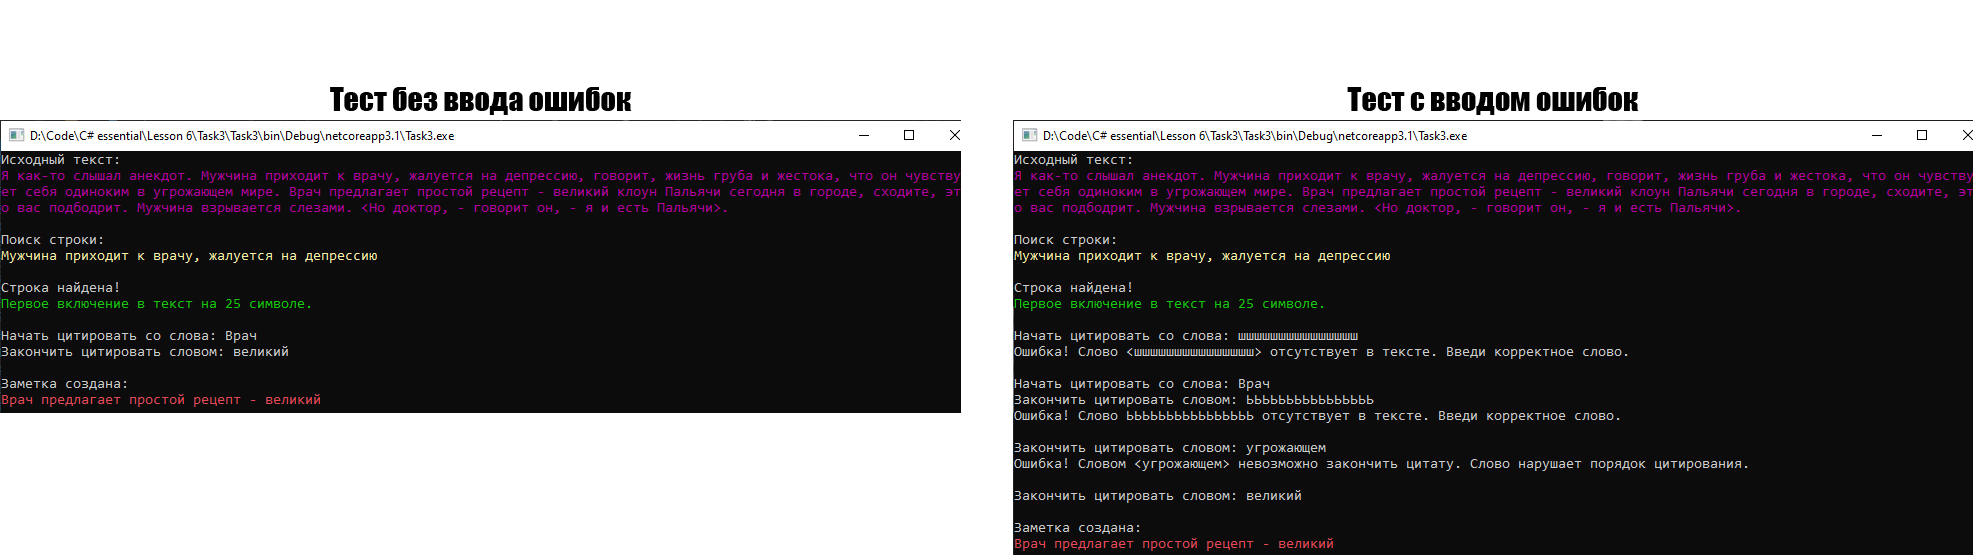 Тест без ввода ошибок
D:\Code\C# essential\Lesson 6\Task3\Task3\bin\Debug\netcoreapp3.1\Task3.exe
Исходный текст:
Я как-то слышал анекдот. Мужчина приходит к врачу, жалуется на депрессию, говорит, жизнь груба и жестока, что он чувству
ет себя одиноким в угрожающем мире. Врач предлагает простой рецепт - великий клоун Пальячи сегодня в городе, сходите, эт
о вас подбодрит. Мужчина взрывается слезами. <Но доктор, - говорит он, - я и есть Пальячи>.
Поиск строки:
Мужчина приходит к врачу, жалуется на депрессию
Строка найдена!
Первое включение в текст на 25 символе.
Начать цитировать со слова: Врач
Закончить цитировать словом: великий
Заметка создана:
Врач предлагает простой рецепт - великий
Тест с вводом ошибок
D:\Code\C# essential\Lesson 6\Task3\Task3\bin\Debug\netcoreapp3.1\Task3.exe
Исходный текст:
Я как-то слышал анекдот. Мужчина приходит к врачу, жалуется на депрессию, говорит, жизнь груба и жестока, что он чувству
ет себя одиноким в угрожающем мире. Врач предлагает простой рецепт - великий клоун Пальячи сегодня в городе, сходите, эт
о вас подбодрит. Мужчина взрывается слезами. <Но доктор, - говорит он, - я и есть Пальячи>.
Поиск строки:
Мужчина приходит к врачу, жалуется на депрессию
Строка найдена!
Первое включение в текст на 25 символе.
Начать цитировать со слова: шшшшшшшшшшшшшшш
Ошибка! Слово <шшшшшшшшшшшшшшш> отсутствует в тексте. Введи корректное слово.
Начать цитировать со слова: Врач
Закончить цитировать словом: ЬЬЬЬЬЬЬЬЬЬЬЬЬЬЬЬ
Ошибка! Слово ЬЬЬЬЬЬЬЬЬЬЬЬЬЬЬЬ отсутствует в тексте. Введи корректное слово.
Закончить цитировать словом: угрожающем
Ошибка! Словом <угрожающем> невозможно закончить цитату. Слово нарушает порядок цитирования.
Закончить цитировать словом: великий
Заметка создана:
Врач предлагает простой рецепт - великий